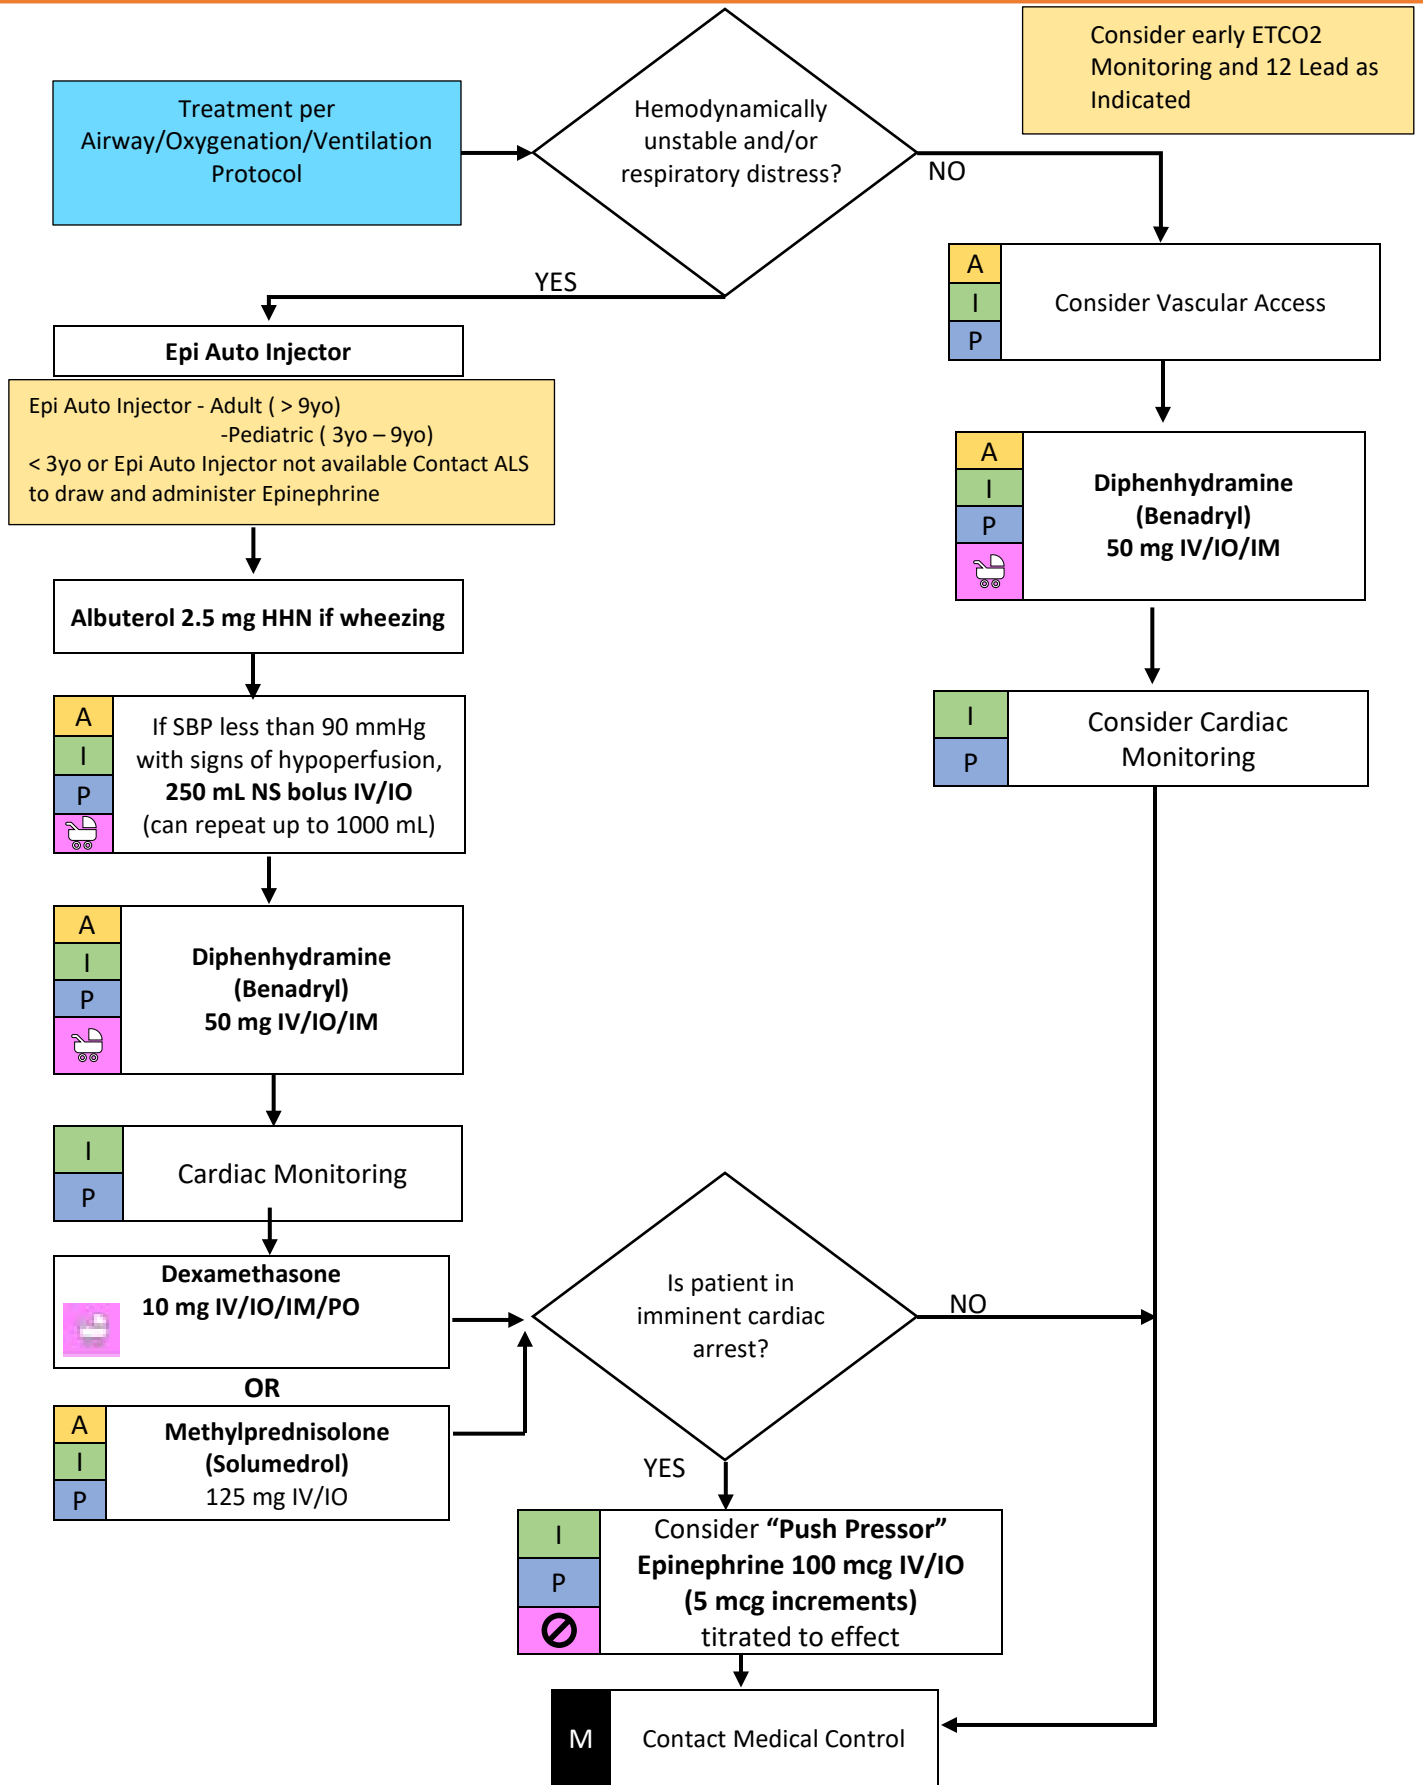 Consider early ETCO2
Monitoring and 12 Lead as
Indicated
Treatment per
Airway/Oxygenation/Ventilation
Protocol
Hemodynamically
unstable and/or
respiratory distress?
NO
YES
A
I
P
Consider Vascular Access
Epi Auto Injector
Epi Auto Injector - Adult ( > 9yo)
-Pediatric ( 3yo – 9yo)
< 3yo or Epi Auto Injector not available Contact ALS
to draw and administer Epinephrine
A
I
P
Diphenhydramine
(Benadryl)
50 mg IV/IO/IM
Albuterol 2.5 mg HHN if wheezing
A
I
P
If SBP less than 90 mmHg
with signs of hypoperfusion,
250 mL NS bolus IV/IO
(can repeat up to 1000 mL)
I
P
Consider Cardiac
Monitoring
A
I
P
Diphenhydramine
(Benadryl)
50 mg IV/IO/IM
I
P
Cardiac Monitoring
Dexamethasone
10 mg IV/IO/IM/PO
OR
A
I
P
Methylprednisolone
(Solumedrol)
125 mg IV/IO
Is patient in
imminent cardiac
arrest?
NO
YES
I
P
Consider “Push Pressor”
Epinephrine 100 mcg IV/IO
(5 mcg increments)
titrated to effect
M
Contact Medical Control